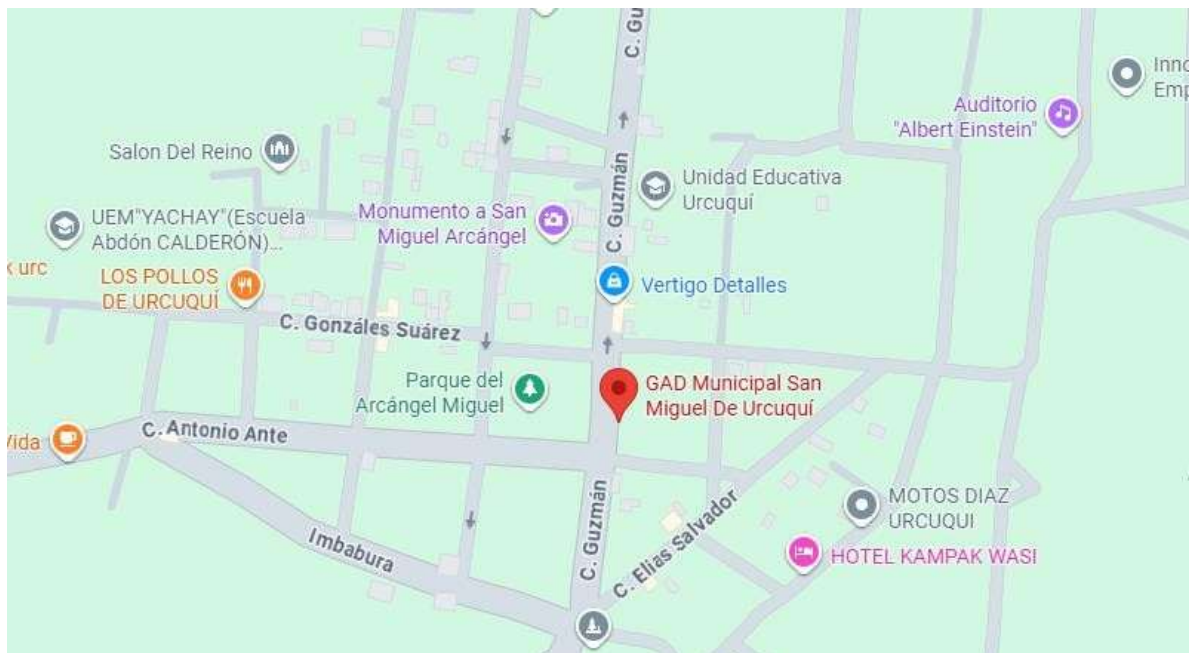 C. Gu
Inno
Emp
Auditorio
"Albert Einstein"
Salon Del Reino
Unidad Educativa
Urcuquí
C. Guzmán
Monumento a San
Miguel Arcángel
UEM"YACHAY"(Escuela
Abdón CALDERÓN)...
k urc
LOS POLLOS
DE URCUQUÍ
Vertigo Detalles
C. Gonzáles Suárez
Parque del
Arcángel Miguel
GAD Municipal San
Miguel De Urcuquí
C. Antonio Ante
Vida
C. Guzmán
C. Elias Salvador
MOTOS DIAZ
URCUQUI
Imbabura
HOTEL KAMPAK WASI